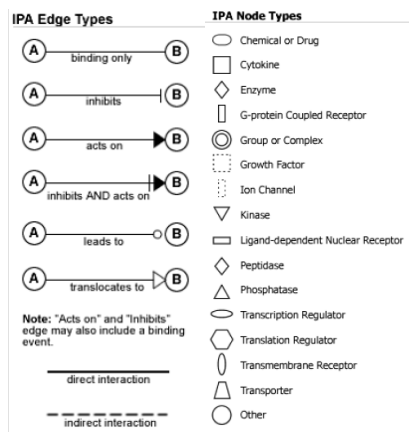 IPA Edge Types
A B
binding only
A B
inhibits
A B
acts on
A B
inhibits AND acts on
A B
leads to
A B
translocates to
Note: "Acts on" and "Inhibits"
edge may also include a binding
event.
direct interaction
indirect interaction
IPA Node Types
Chemical or Drug
Cytokine
Enzyme
G-protein Coupled Receptor
Group or Complex
Growth Factor
Ion Channel
Kinase
Ligand-dependent Nuclear Receptor
Peptidase
Phosphatase
Transcription Regulator
Translation Regulator
Transmembrane Receptor
Transporter
Other